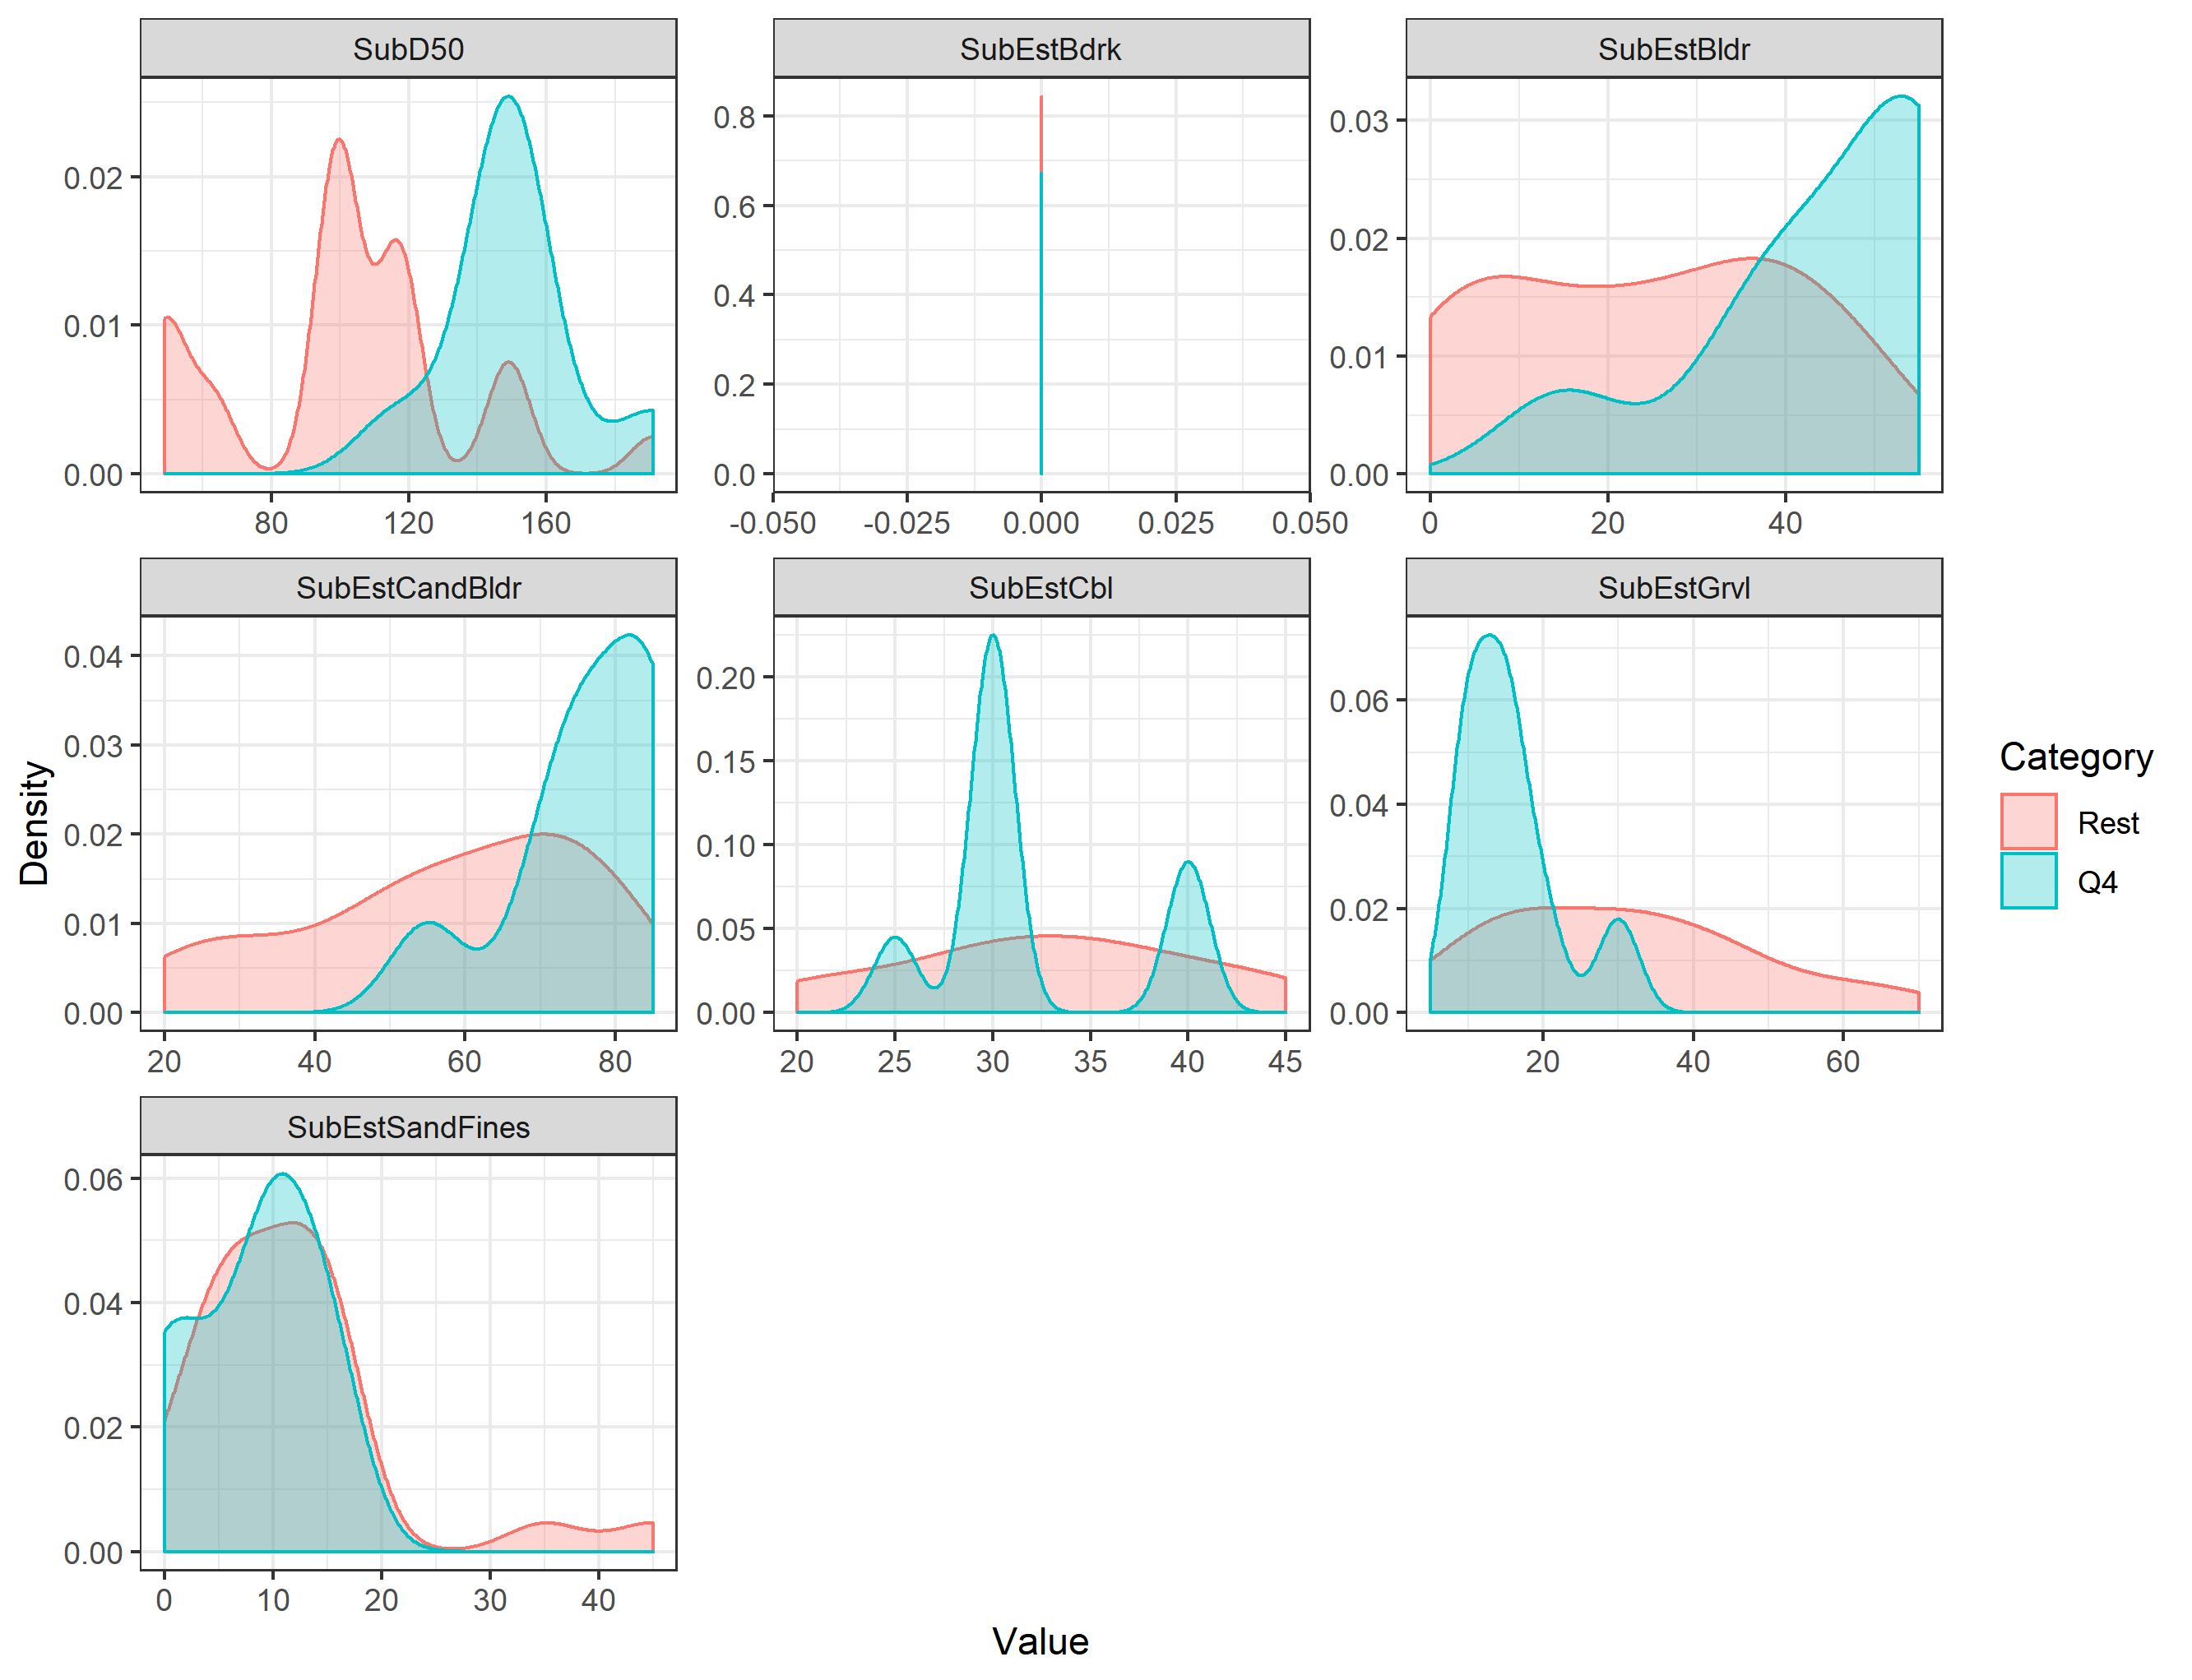 SubD50
SubEstBdrk
SubEstBldr
0.02
0.01
0.00
80 120 160
0.8
0.6
0.4
0.2
0.0
-0.050 -0.025 0.000 0.025 0.050
0.03
0.02
0.01
0.00
0 20 40
SubEstCandBldr
SubEstCbl
SubEstGrvl
0.04
0.03
0.02
0.01
0.00
20 40 60 80
0.20
0.15
0.10
0.05
0.00
20 25 30 35 40 45
0.06
0.04
0.02
0.00
20 40 60
SubEstSandFines
0.06
0.04
0.02
0.00
0 10 20 30 40
Density
Value
Category
Rest
Q4